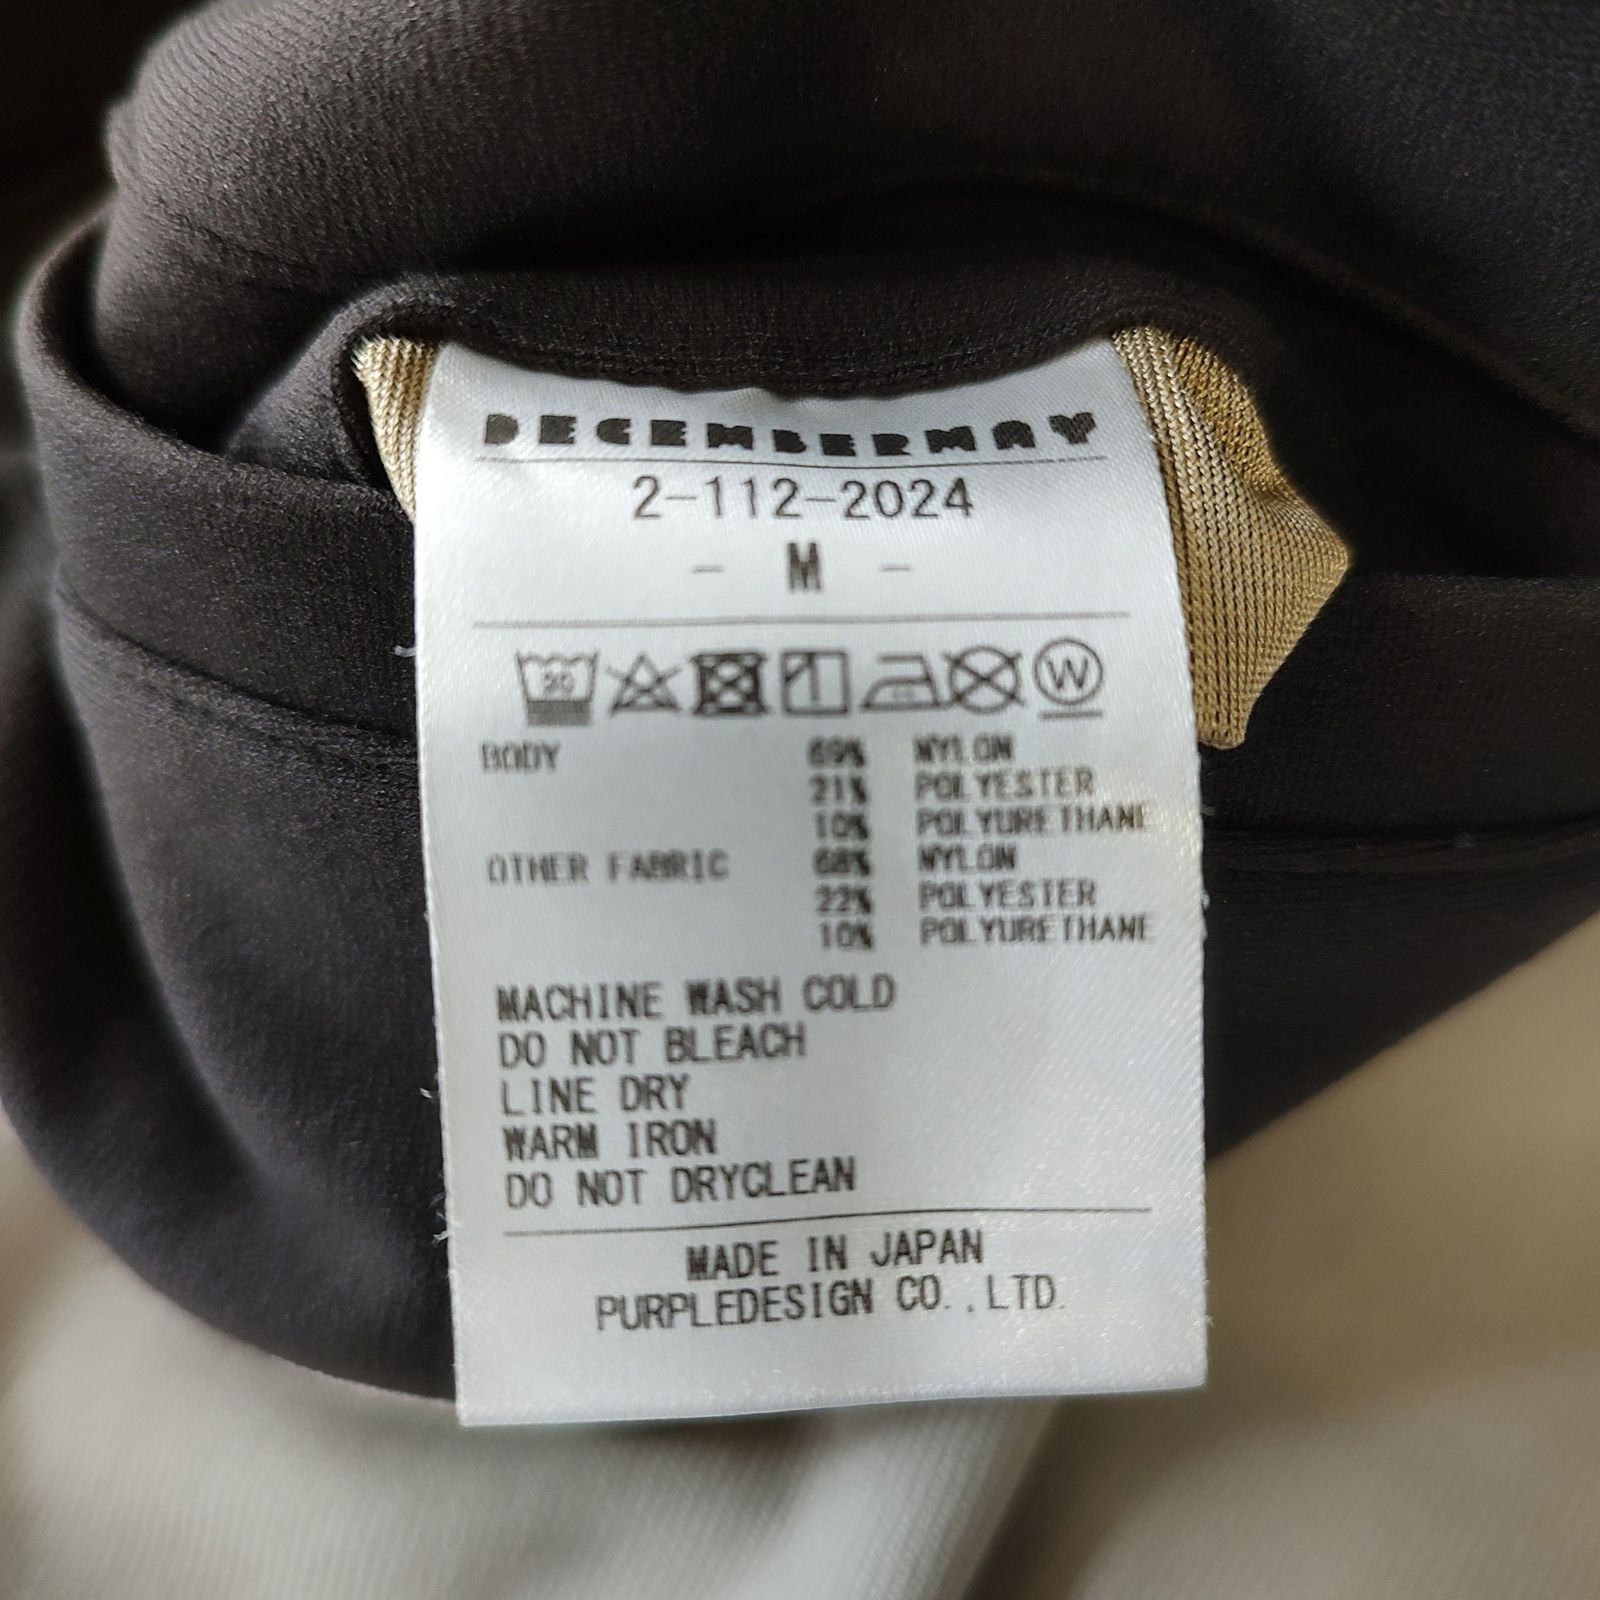 DECEMBERMAY
2-112-2024
- M -
W
BODY 69% NYLON
21% POLYESTER
10% POLYURETHANE
OTHER FABRIC 68% NYLON
22% POLYESTER
10% POLYURETHANE
MACHINE WASH COLD
DO NOT BLEACH
LINE DRY
WARM IRON
DO NOT DRYCLEAN
MADE IN JAPAN
PURPLEDESIGN CO.,LTD.